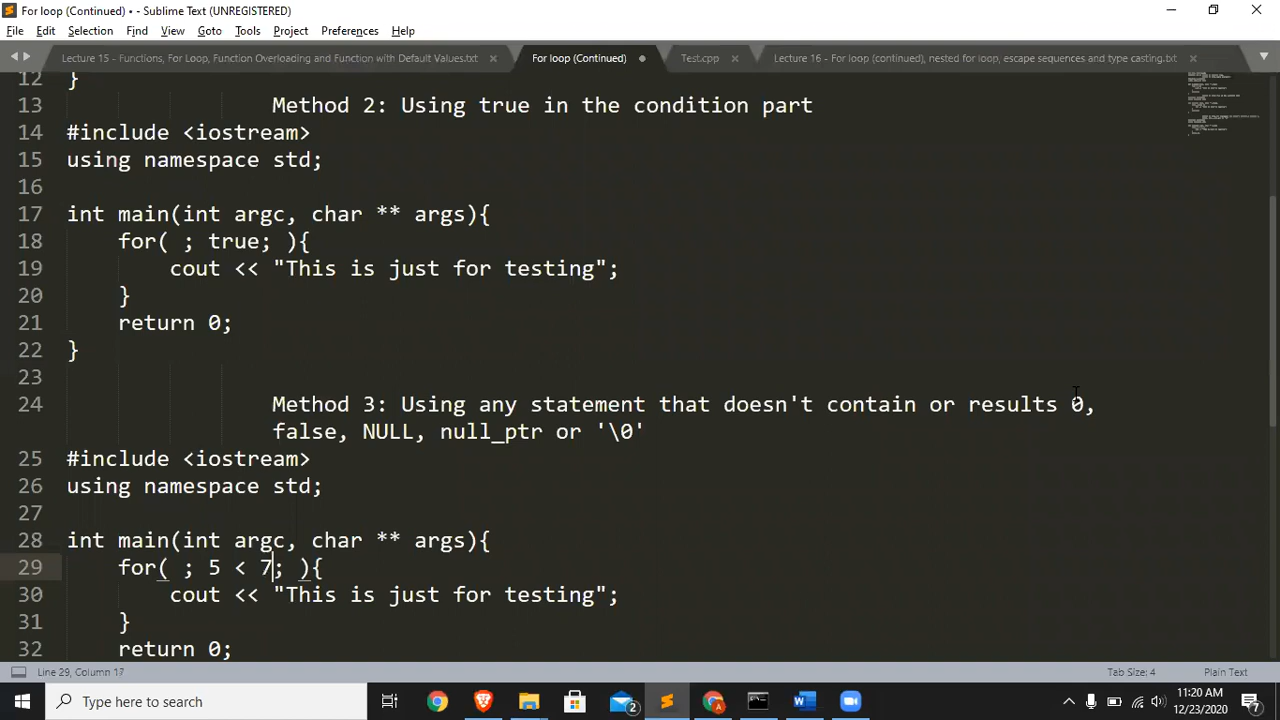 For loop (Continued) • - Sublime Text (UNREGISTERED)
File Edit Selection Find View Goto Tools Project Preferences Help
Lecture 15 - Functions, For Loop, Function Overloading and Function with Default Values.txt For loop (Continued) Test.cpp Lecture 16 - For loop (continued), nested for loop, escape sequences and type casting.txt
12 }
13 Method 2: Using true in the condition part
14 #include <iostream>
15 using namespace std;
16
17 int main(int argc, char ** args){
18 for( ; true; ){
19 cout << "This is just for testing";
20 }
21 return 0;
22 }
23
24 Method 3: Using any statement that doesn't contain or results 0,
false, NULL, null_ptr or '\0'
25 #include <iostream>
26 using namespace std;
27
28 int main(int argc, char ** args){
29 for( ; 5 < 7; ){
30 cout << "This is just for testing";
31 }
32 return 0;
Line 29, Column 17 Tab Size: 4 Plain Text
Type here to search 2 11:20 AM
12/23/2020 7